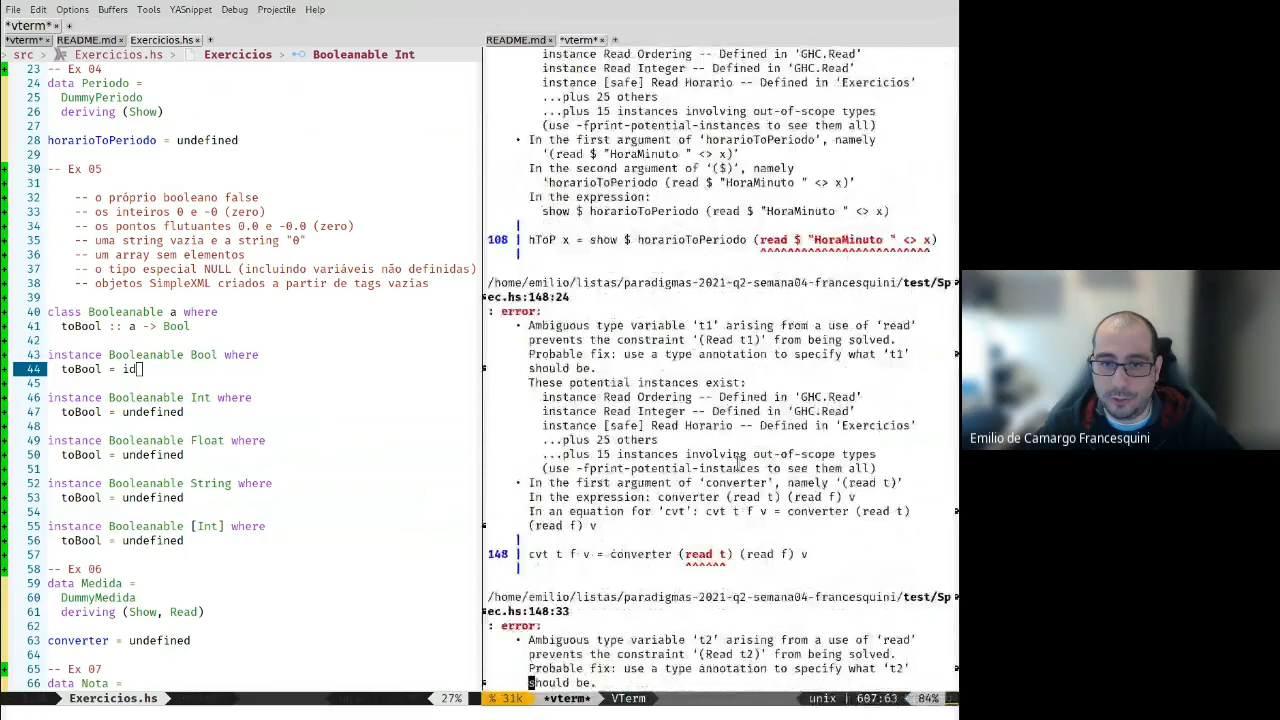 File Edit Options Buffers Tools YASnippet Debug Projectile Help
*vterm* × +
*vterm* × README.md × Exercicios.hs × +
src > Exercicios.hs > Exercicios > Booleanable Int
23 -- Ex 04
24 data Periodo =
25 DummyPeriodo
26 deriving (Show)
27
28 horarioToPeriodo = undefined
29
30 -- Ex 05
31
32 -- o próprio booleano false
33 -- os inteiros 0 e -0 (zero)
34 -- os pontos flutuantes 0.0 e -0.0 (zero)
35 -- uma string vazia e a string "0"
36 -- um array sem elementos
37 -- o tipo especial NULL (incluindo variáveis não definidas)
38 -- objetos SimpleXML criados a partir de tags vazias
39
40 class Booleanable a where
41 toBool :: a -> Bool
42
43 instance Booleanable Bool where
44 toBool = id
45
46 instance Booleanable Int where
47 toBool = undefined
48
49 instance Booleanable Float where
50 toBool = undefined
51
52 instance Booleanable String where
53 toBool = undefined
54
55 instance Booleanable [Int] where
56 toBool = undefined
57
58 -- Ex 06
59 data Medida =
60 DummyMedida
61 deriving (Show, Read)
62
63 converter = undefined
64
65 -- Ex 07
66 data Nota =
Exercicios.hs 27%
README.md × *vterm* × +
instance Read Ordering -- Defined in ‘GHC.Read’
instance Read Integer -- Defined in ‘GHC.Read’
instance [safe] Read Horario -- Defined in ‘Exercicios’
...plus 25 others
...plus 15 instances involving out-of-scope types
(use -fprint-potential-instances to see them all)
• In the first argument of ‘horarioToPeriodo’, namely
‘(read $ "HoraMinuto " <> x)’
In the second argument of ‘($)’, namely
‘horarioToPeriodo (read $ "HoraMinuto " <> x)’
In the expression:
show $ horarioToPeriodo (read $ "HoraMinuto " <> x)
|
108 | hToP x = show $ horarioToPeriodo (read $ "HoraMinuto " <> x)
| ^^^^^^^^^^^^^^^^^^^^^^^^
/home/emilio/listas/paradigmas-2021-q2-semana04-francesquini/test/Sp
ec.hs:148:24
: error:
• Ambiguous type variable ‘t1’ arising from a use of ‘read’
prevents the constraint ‘(Read t1)’ from being solved.
Probable fix: use a type annotation to specify what ‘t1’
should be.
These potential instances exist:
instance Read Ordering -- Defined in ‘GHC.Read’
instance Read Integer -- Defined in ‘GHC.Read’
instance [safe] Read Horario -- Defined in ‘Exercicios’
...plus 25 others
...plus 15 instances involving out-of-scope types
(use -fprint-potential-instances to see them all)
• In the first argument of ‘converter’, namely ‘(read t)’
In the expression: converter (read t) (read f) v
In an equation for ‘cvt’: cvt t f v = converter (read t)
(read f) v
|
148 | cvt t f v = converter (read t) (read f) v
| ^^^^^^
/home/emilio/listas/paradigmas-2021-q2-semana04-francesquini/test/Sp
ec.hs:148:33
: error:
• Ambiguous type variable ‘t2’ arising from a use of ‘read’
prevents the constraint ‘(Read t2)’ from being solved.
Probable fix: use a type annotation to specify what ‘t2’
should be.
31k *vterm* VTerm unix | 607:63 84%
Emilio de Camargo Francesquini